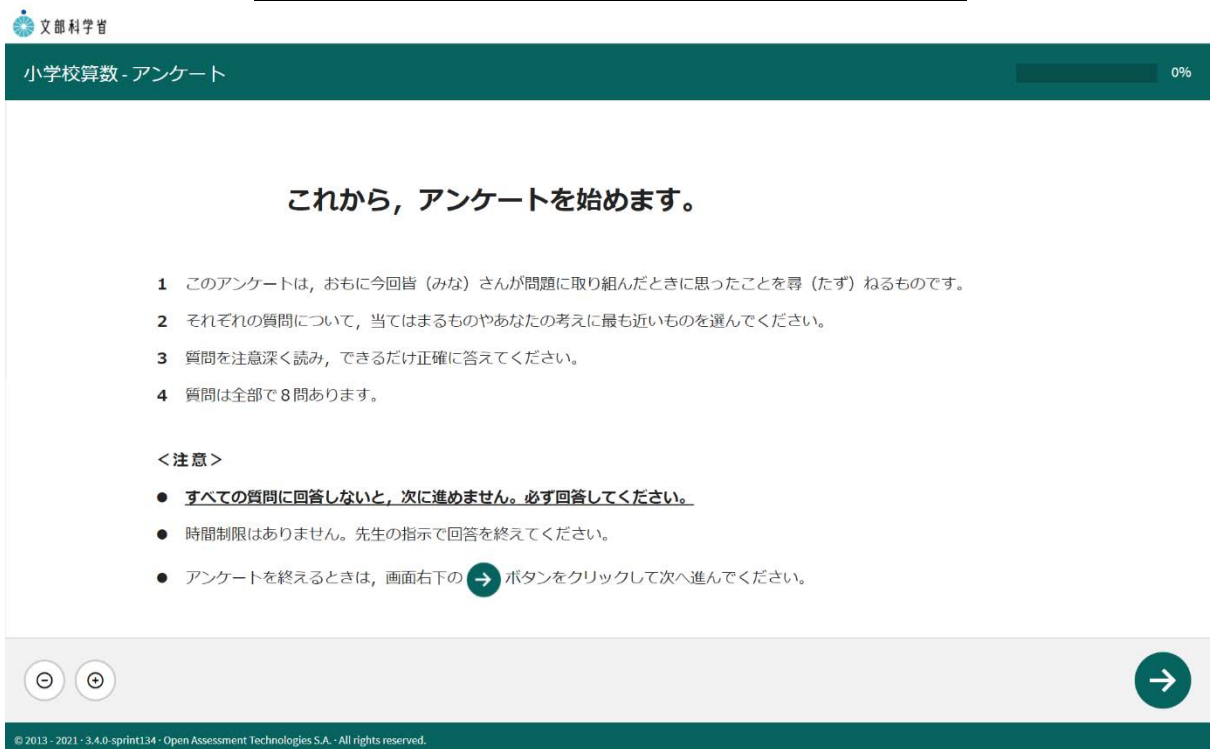 文部科学省
小学校算数 - アンケート
0%
これから，アンケートを始めます。
1 このアンケートは，おもに今回皆（みな）さんが問題に取り組んだときに思ったことを尋（たず）ねるものです。
2 それぞれの質問について，当てはまるものやあなたの考えに最も近いものを選んでください。
3 質問を注意深く読み，できるだけ正確に答えてください。
4 質問は全部で８問あります。
＜注意＞
● すべての質問に回答しないと，次に進めません。必ず回答してください。
● 時間制限はありません。先生の指示で回答を終えてください。
● アンケートを終えるときは，画面右下の → ボタンをクリックして次へ進んでください。
© 2013 - 2021 · 3.4.0-sprint134 · Open Assessment Technologies S.A. · All rights reserved.